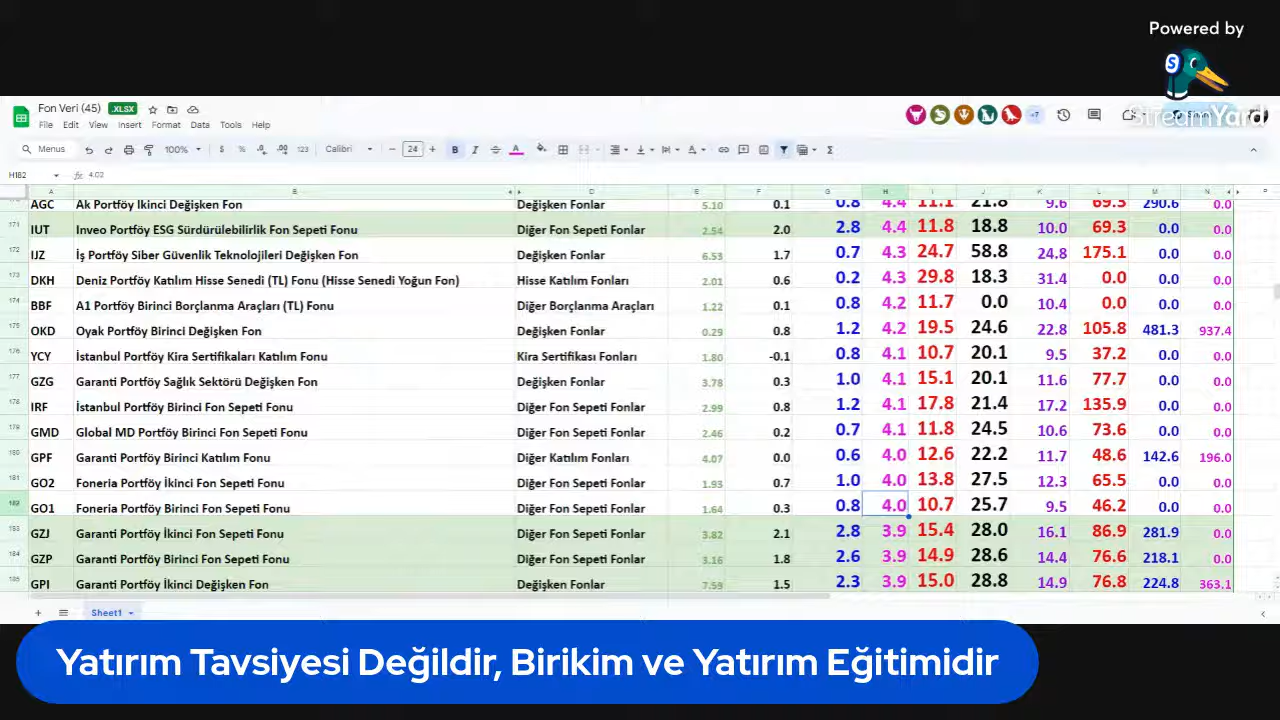 Powered by
StreamYard
Fon Veri (45) .XLSX
File Edit View Insert Format Data Tools Help
Menus 100% $ % 123 Calibri 24 B I A Σ
H182 fx 4.02
A B D E F G H I J K L M N P
AGC Ak Portföy İkinci Değişken Fon Değişken Fonlar 5.10 0.1 0.8 4.4 11.1 21.8 9.6 69.3 290.6 0.0
171 IUT Inveo Portföy ESG Sürdürülebilirlik Fon Sepeti Fonu Diğer Fon Sepeti Fonlar 2.54 2.0 2.8 4.4 11.8 18.8 10.0 69.3 0.0 0.0
172 IJZ İş Portföy Siber Güvenlik Teknolojileri Değişken Fon Değişken Fonlar 6.53 1.7 0.7 4.3 24.7 58.8 24.8 175.1 0.0 0.0
173 DKH Deniz Portföy Katılım Hisse Senedi (TL) Fonu (Hisse Senedi Yoğun Fon) Hisse Katılım Fonları 2.01 0.6 0.2 4.3 29.8 18.3 31.4 0.0 0.0 0.0
174 BBF A1 Portföy Birinci Borçlanma Araçları (TL) Fonu Diğer Borçlanma Araçları 1.22 0.1 0.8 4.2 11.7 0.0 10.4 0.0 0.0 0.0
175 OKD Oyak Portföy Birinci Değişken Fon Değişken Fonlar 0.29 0.8 1.2 4.2 19.5 24.6 22.8 105.8 481.3 937.4
176 YCY İstanbul Portföy Kira Sertifikaları Katılım Fonu Kira Sertifikası Fonları 1.80 -0.1 0.8 4.1 10.7 20.1 9.5 37.2 0.0 0.0
177 GZG Garanti Portföy Sağlık Sektörü Değişken Fon Değişken Fonlar 3.78 0.3 1.0 4.1 15.1 20.1 11.6 77.7 0.0 0.0
178 IRF İstanbul Portföy Birinci Fon Sepeti Fonu Diğer Fon Sepeti Fonlar 2.99 0.8 1.2 4.1 17.8 21.4 17.2 135.9 0.0 0.0
179 GMD Global MD Portföy Birinci Fon Sepeti Fonu Diğer Fon Sepeti Fonlar 2.46 0.2 0.7 4.1 11.8 24.5 10.6 73.6 0.0 0.0
180 GPF Garanti Portföy Birinci Katılım Fonu Diğer Katılım Fonları 4.07 0.0 0.6 4.0 12.6 22.2 11.7 48.6 142.6 196.0
181 GO2 Foneria Portföy İkinci Fon Sepeti Fonu Diğer Fon Sepeti Fonlar 1.93 0.7 1.0 4.0 13.8 27.5 12.3 65.5 0.0 0.0
182 GO1 Foneria Portföy Birinci Fon Sepeti Fonu Diğer Fon Sepeti Fonlar 1.64 0.3 0.8 4.0 10.7 25.7 9.5 46.2 0.0 0.0
183 GZJ Garanti Portföy İkinci Fon Sepeti Fonu Diğer Fon Sepeti Fonlar 3.82 2.1 2.8 3.9 15.4 28.0 16.1 86.9 281.9 0.0
184 GZP Garanti Portföy Birinci Fon Sepeti Fonu Diğer Fon Sepeti Fonlar 3.16 1.8 2.6 3.9 14.9 28.6 14.4 76.6 218.1 0.0
185 GPI Garanti Portföy İkinci Değişken Fon Değişken Fonlar 7.59 1.5 2.3 3.9 15.0 28.8 14.9 76.8 224.8 363.1
Sheet1
Yatırım Tavsiyesi Değildir, Birikim ve Yatırım Eğitimidir